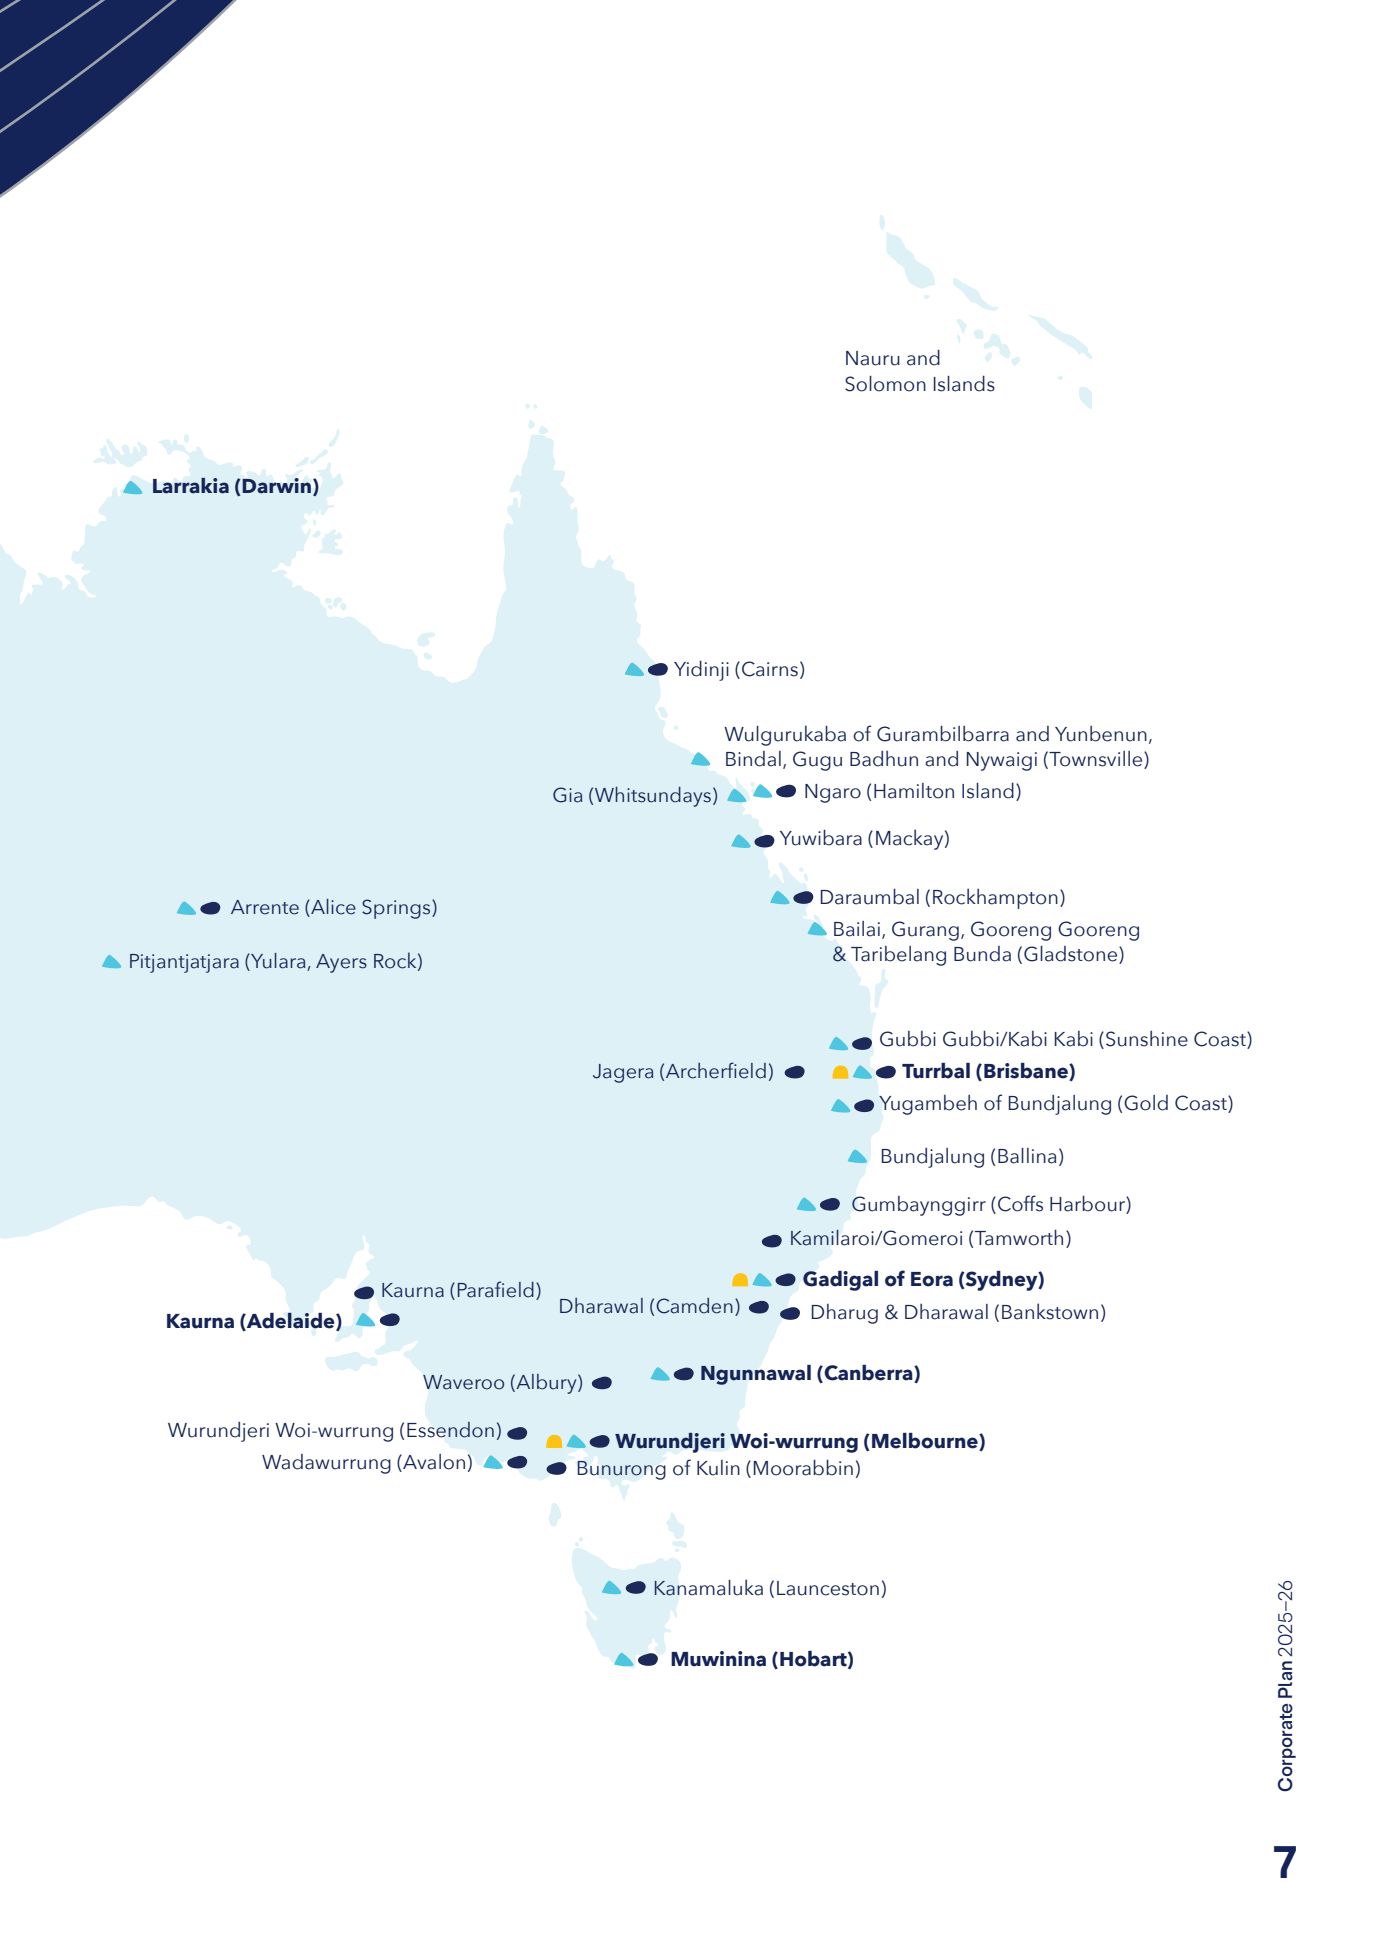 Nauru and
Solomon Islands
Larrakia (Darwin)
Yidinji (Cairns)
Wulgurukaba of Gurambilbarra and Yunbenun,
Bindal, Gugu Badhun and Nywaigi (Townsville)
Gia (Whitsundays)
Ngaro (Hamilton Island)
Yuwibara (Mackay)
Daraumbal (Rockhampton)
Arrente (Alice Springs)
Bailai, Gurang, Gooreng Gooreng
& Taribelang Bunda (Gladstone)
Pitjantjatjara (Yulara, Ayers Rock)
Gubbi Gubbi/Kabi Kabi (Sunshine Coast)
Jagera (Archerfield)
Turrbal (Brisbane)
Yugambeh of Bundjalung (Gold Coast)
Bundjalung (Ballina)
Gumbaynggirr (Coffs Harbour)
Kamilaroi/Gomeroi (Tamworth)
Gadigal of Eora (Sydney)
Kaurna (Parafield)
Dharawal (Camden)
Dharug & Dharawal (Bankstown)
Kaurna (Adelaide)
Ngunnawal (Canberra)
Waveroo (Albury)
Wurundjeri Woi-wurrung (Essendon)
Wurundjeri Woi-wurrung (Melbourne)
Wadawurrung (Avalon)
Bunurong of Kulin (Moorabbin)
Kanamaluka (Launceston)
Muwinina (Hobart)
Corporate Plan 2025–26
7